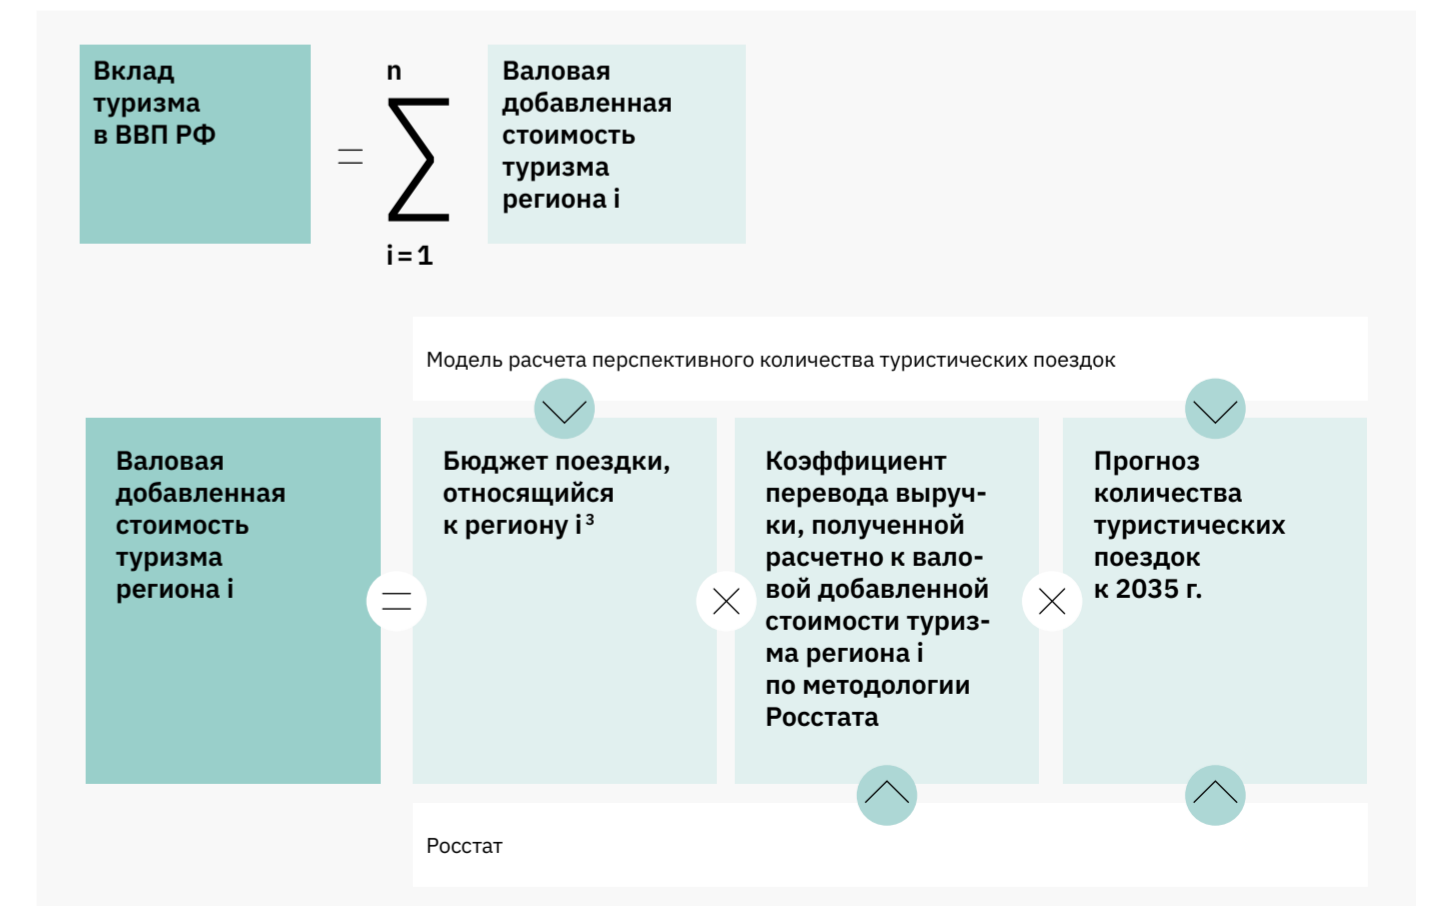 Вклад
туризма
в ВВП РФ
=
n
∑
i = 1
Валовая
добавленная
стоимость
туризма
региона i
Модель расчета перспективного количества туристических поездок
Валовая
добавленная
стоимость
туризма
региона i
=
Бюджет поездки,
относящийся
к региону i ³
×
Коэффициент
перевода выруч-
ки, полученной
расчетно к вало-
вой добавленной
стоимости туриз-
ма региона i
по методологии
Росстата
×
Прогноз
количества
туристических
поездок
к 2035 г.
Росстат